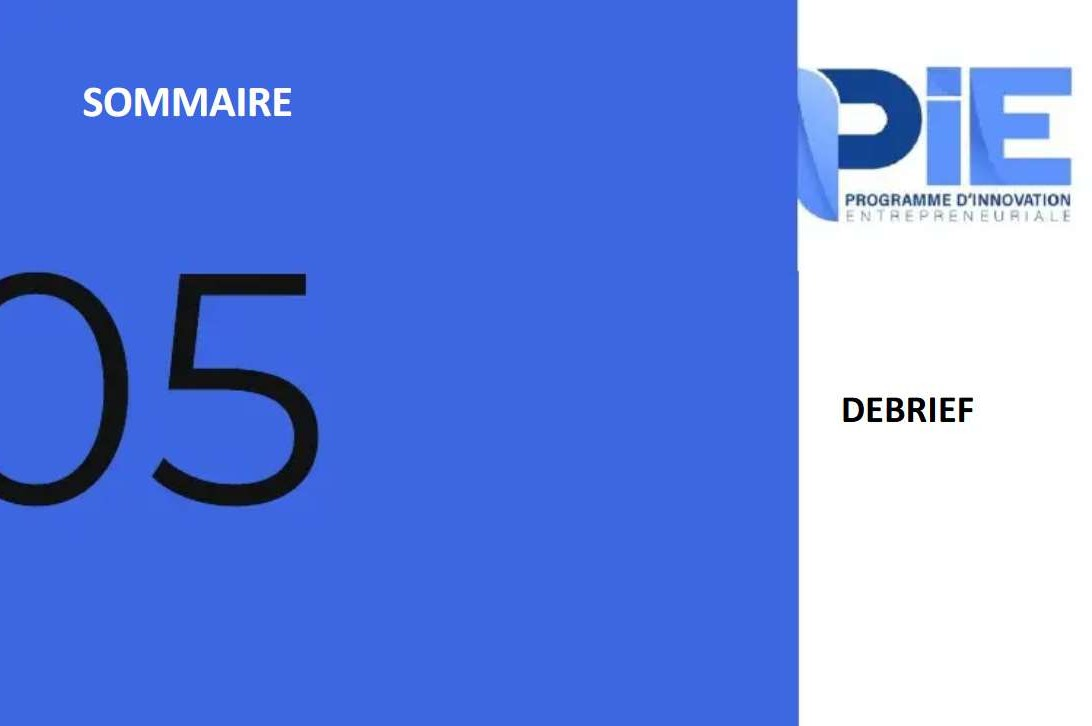 SOMMAIRE
PiE
PROGRAMME D'INNOVATION
ENTREPRENEURIALE
05
DEBRIEF